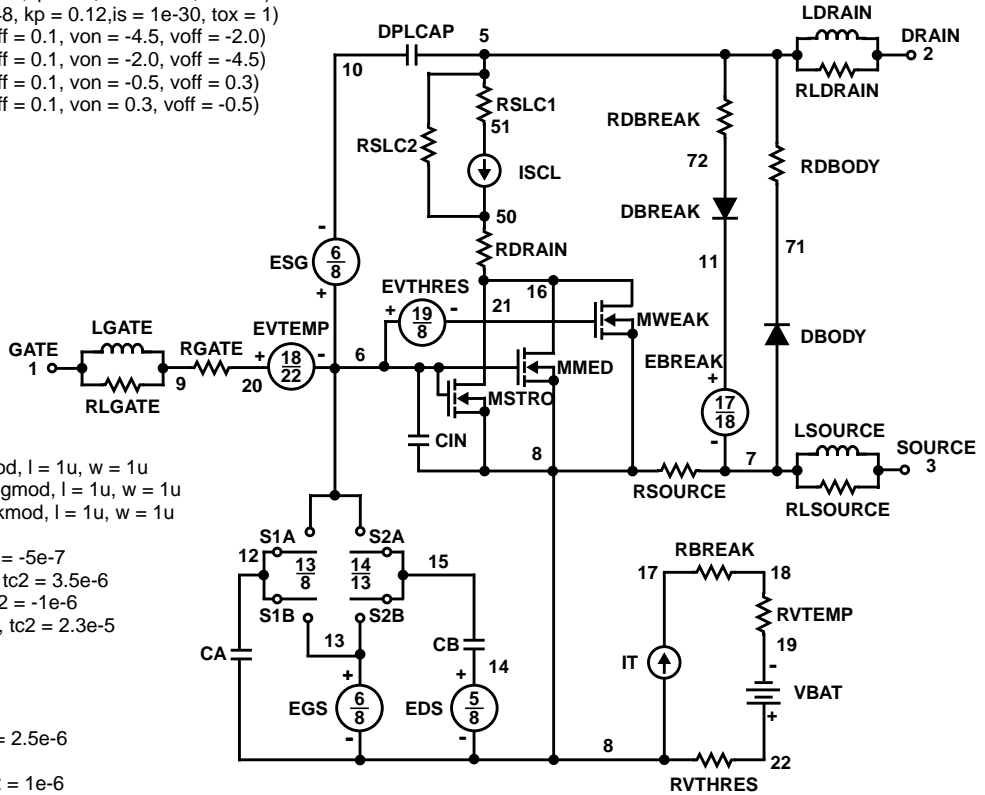 48, kp = 0.12,is = 1e-30, tox = 1)
ff = 0.1, von = -4.5, voff = -2.0)
ff = 0.1, von = -2.0, voff = -4.5)
ff = 0.1, von = -0.5, voff = 0.3)
ff = 0.1, von = 0.3, voff = -0.5)
LDRAIN
DPLCAP 5 DRAIN
10 2
RSLC1 RLDRAIN
51 RDBREAK
RSLC2
ISCL 72 RDBODY
50 DBREAK
- RDRAIN 71
ESG 6 8 11
+ EVTHRES 16
+ 19 8 - 21 MWEAK
LGATE EVTEMP DBODY
GATE RGATE + 18 22 - 6 MMED EBREAK
1 9 20 MSTRO +
RLGATE 17 18
CIN 8 - LSOURCE
7 SOURCE
3
RSOURCE
RLSOURCE
od, l = 1u, w = 1u
gmod, l = 1u, w = 1u
kmod, l = 1u, w = 1u
= -5e-7
tc2 = 3.5e-6
2 = -1e-6
, tc2 = 2.3e-5
= 2.5e-6
2 = 1e-6
S1A S2A
12 13 8 14 13 15
S1B S2B
13
CA CB
+ + 14
EGS 6 8 EDS 5 8
- - 8
RBREAK
17 18
RVTEMP
19
IT -
VBAT
+
22
RVTHRES